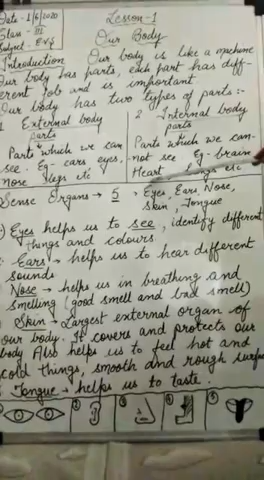 Date - 1/6/2020
Class - III
Subject - E.V.S
Lesson - 1
Our Body
Introduction Our body is like a machine
Our body has parts, each part has diff-
erent job and is important
Our body has two types of parts:-
1 External body parts
Parts which we can see. Eg- ears, eyes, nose, legs etc
2 Internal body parts
Parts which we can- not see Eg- brain Heart, etc
Sense Organs → 5 → Eyes, Ears, Nose,
Skin, Tongue
Eyes helps us to see, identify different
things and colours.
Ears → helps us to hear different
sounds
Nose → helps us in breathing and
smelling (good smell and bad smell)
Skin → Largest external organ of
our body. It covers and protects our
body Also helps us to feel hot and
cold things, smooth and rough surface
Tongue → helps us to taste.